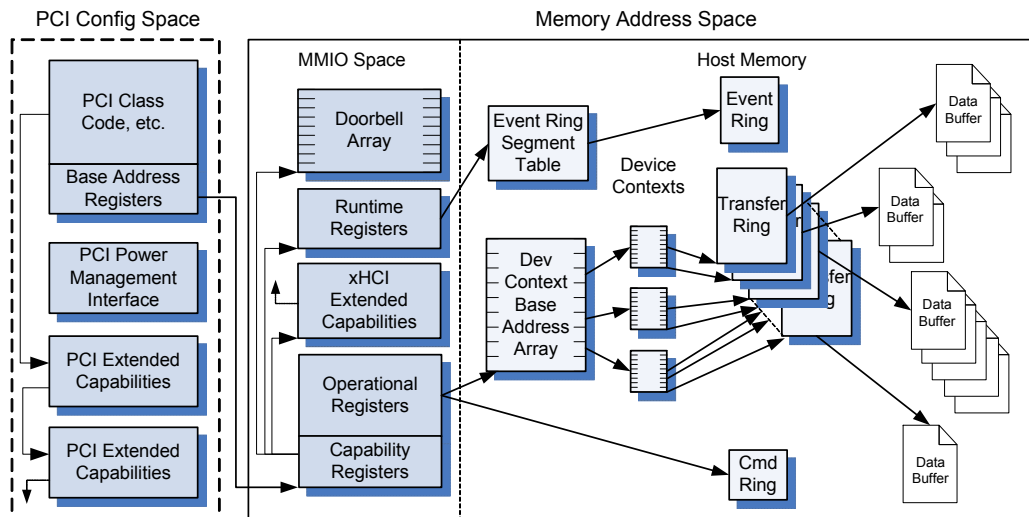 PCI Config Space
Memory Address Space
PCI Class
Code, etc.
Base Address
Registers
PCI Power
Management
Interface
PCI Extended
Capabilities
PCI Extended
Capabilities
MMIO Space
Doorbell
Array
Runtime
Registers
xHCI
Extended
Capabilities
Operational
Registers
Capability
Registers
Host Memory
Event Ring
Segment
Table
Event
Ring
Device
Contexts
Dev
Context
Base
Address
Array
Transfer
Ring
Cmd
Ring
Data
Buffer
Data
Buffer
Data
Buffer
Data
Buffer